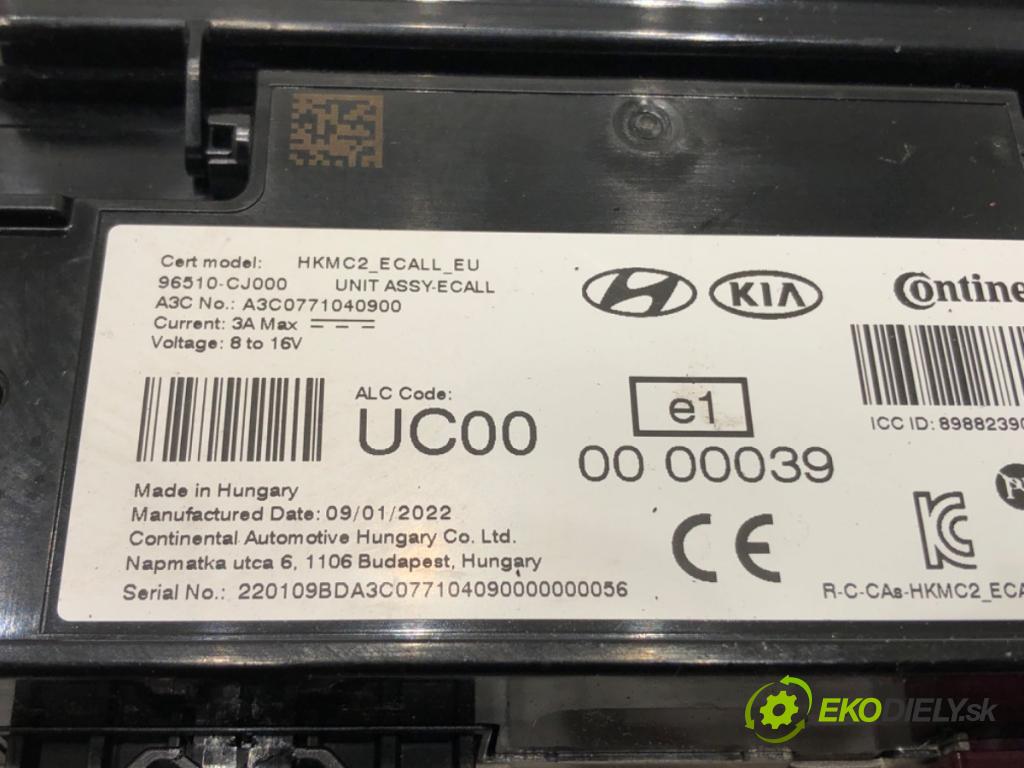 Cert model: HKMC2_ECALL_EU
96510-CJ000 UNIT ASSY-ECALL
A3C No.: A3C0771040900
Current: 3A Max
Voltage: 8 to 16V
KIA
Contine
ICC ID: 89882390
ALC Code:
UC00
e1
00 00039
Made in Hungary
Manufactured Date: 09/01/2022
Continental Automotive Hungary Co. Ltd.
Napmatka utca 6, 1106 Budapest, Hungary
Serial No.: 220109BDA3C0771040900000000056
CE
R-C-CAs-HKMC2_ECA
EKODIELY.sk